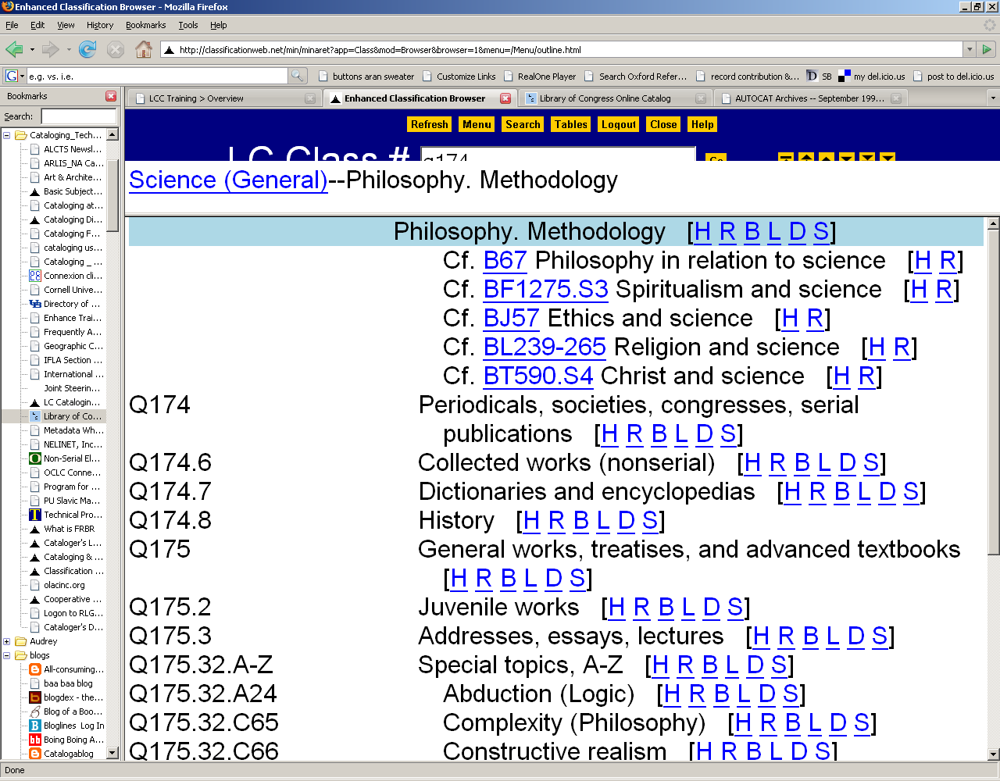 Enhanced Classification Browser - Mozilla Firefox
File Edit View History Bookmarks Tools Help
http://classificationweb.net/min/minaret?app=Class&mod=Browser&browser=1&menu=/Menu/outline.html
G e.g. vs. i.e. buttons aran sweater Customize Links RealOne Player Search Oxford Refer... record contribution &... D SB my del.icio.us post to del.icio.us
Bookmarks LCC Training > Overview Enhanced Classification Browser Library of Congress Online Catalog AUTOCAT Archives -- September 199...
Search:
Cataloging_Tech...
ALCTS Newsl...
ARLIS_NA Ca...
Art & Archite...
Basic Subject...
Cataloging at...
Cataloging Di...
Cataloging F...
cataloging us...
Cataloging _ ...
Connexion cli...
Cornell Unive...
Directory of ...
Enhance Trai...
Frequently A...
Geographic C...
IFLA Section ...
International ...
Joint Steerin...
LC Catalogin...
Library of Co...
Metadata Wh...
NELINET, Inc...
Non-Serial El...
OCLC Conne...
Program for ...
PU Slavic Ma...
Technical Pro...
What is FRBR
Cataloger's L...
Cataloging & ...
Classification ...
olacinc.org
Cooperative ...
Logon to RLG...
Cataloger's D...
Audrey
blogs
All-consuming...
baa baa blog
blogdex - the...
Blog of a Boo...
Bloglines Log In
Boing Boing A...
Catalogablog
Refresh Menu Search Tables Logout Close Help
LC Class # q174 Go
Science (General)--Philosophy. Methodology
Philosophy. Methodology [H R B L D S]
Cf. B67 Philosophy in relation to science [H R]
Cf. BF1275.S3 Spiritualism and science [H R]
Cf. BJ57 Ethics and science [H R]
Cf. BL239-265 Religion and science [H R]
Cf. BT590.S4 Christ and science [H R]
Q174 Periodicals, societies, congresses, serial
publications [H R B L D S]
Q174.6 Collected works (nonserial) [H R B L D S]
Q174.7 Dictionaries and encyclopedias [H R B L D S]
Q174.8 History [H R B L D S]
Q175 General works, treatises, and advanced textbooks
[H R B L D S]
Q175.2 Juvenile works [H R B L D S]
Q175.3 Addresses, essays, lectures [H R B L D S]
Q175.32.A-Z Special topics, A-Z [H R B L D S]
Q175.32.A24 Abduction (Logic) [H R B L D S]
Q175.32.C65 Complexity (Philosophy) [H R B L D S]
Q175.32.C66 Constructive realism [H R B L D S]
Done